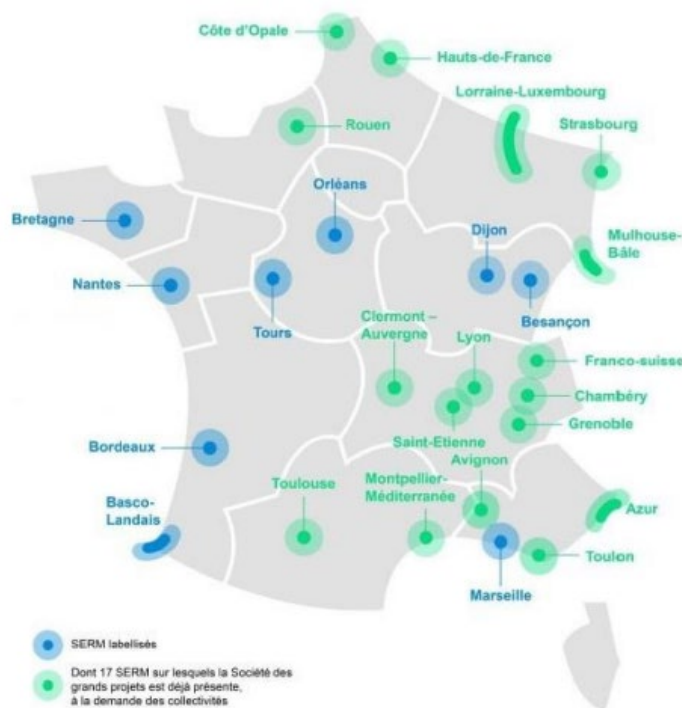 Côte d'Opale
Hauts-de-France
Lorraine-Luxembourg
Rouen
Strasbourg
Orléans
Bretagne
Dijon
Mulhouse-
Bâle
Nantes
Tours
Besançon
Clermont –
Auvergne
Lyon
Franco-suisse
Chambéry
Grenoble
Saint-Etienne
Bordeaux
Avignon
Toulouse
Montpellier-
Méditerranée
Basco-
Landais
Azur
Toulon
Marseille
SERM labellisés
Dont 17 SERM sur lesquels la Société des
grands projets est déjà présente,
à la demande des collectivités